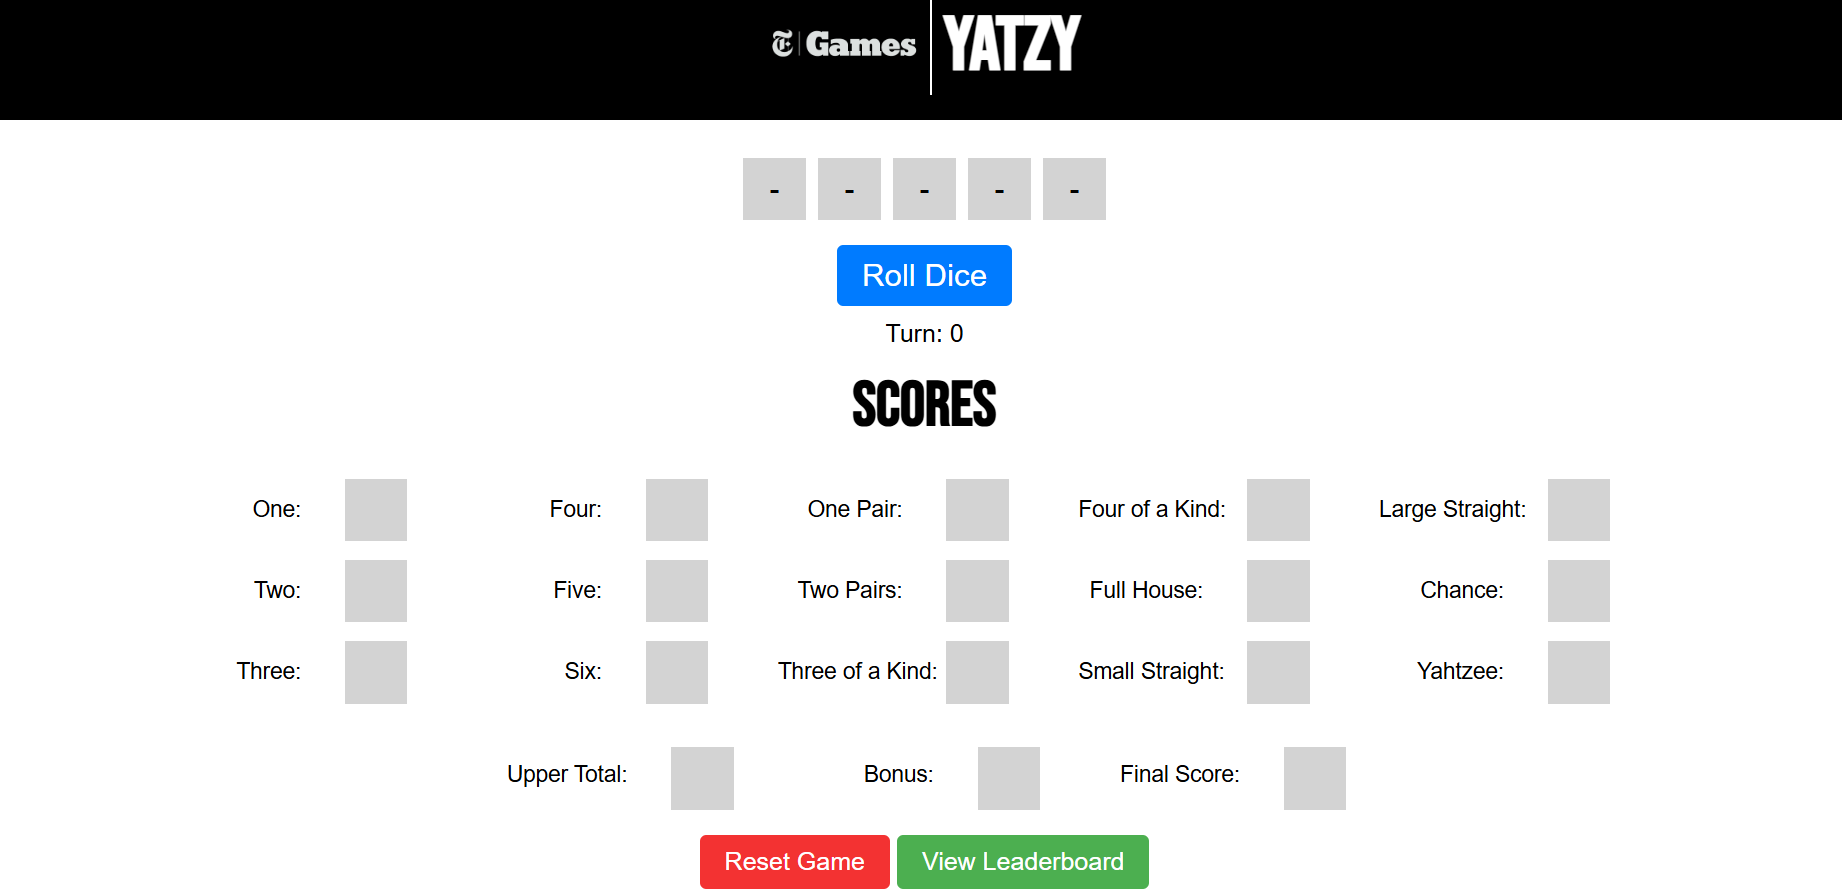 T Games YATZY
- - - - -
Roll Dice
Turn: 0
SCORES
One: Four: One Pair: Four of a Kind: Large Straight:
Two: Five: Two Pairs: Full House: Chance:
Three: Six: Three of a Kind: Small Straight: Yahtzee:
Upper Total: Bonus: Final Score:
Reset Game View Leaderboard